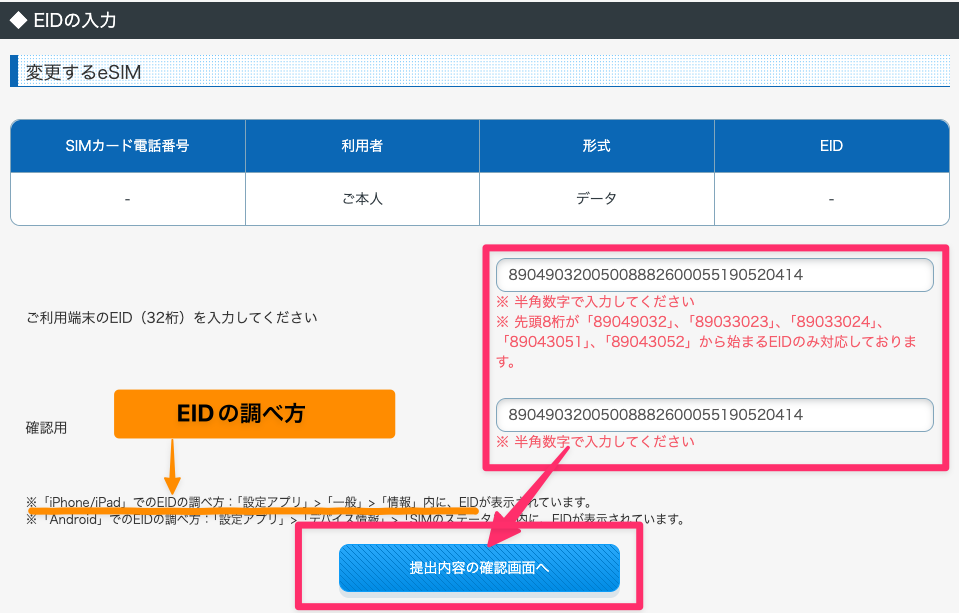 ◆ EIDの入力
変更するeSIM
SIMカード電話番号 利用者 形式 EID
- ご本人 データ -
89049032005008882600055190520414
※ 半角数字で入力してください
ご利用端末のEID（32桁）を入力してください
※ 先頭8桁が「89049032」、「89033023」、「89033024」、
「89043051」、「89043052」から始まるEIDのみ対応しておりま
す。
EIDの調べ方
確認用
89049032005008882600055190520414
※ 半角数字で入力してください
※「iPhone/iPad」でのEIDの調べ方：「設定アプリ」>「一般」>「情報」内に、EIDが表示されています。
※「Android」でのEIDの調べ方：「設定アプリ」>「デバイス情報」>「SIMのステータ 内に、EIDが表示されています。
提出内容の確認画面へ